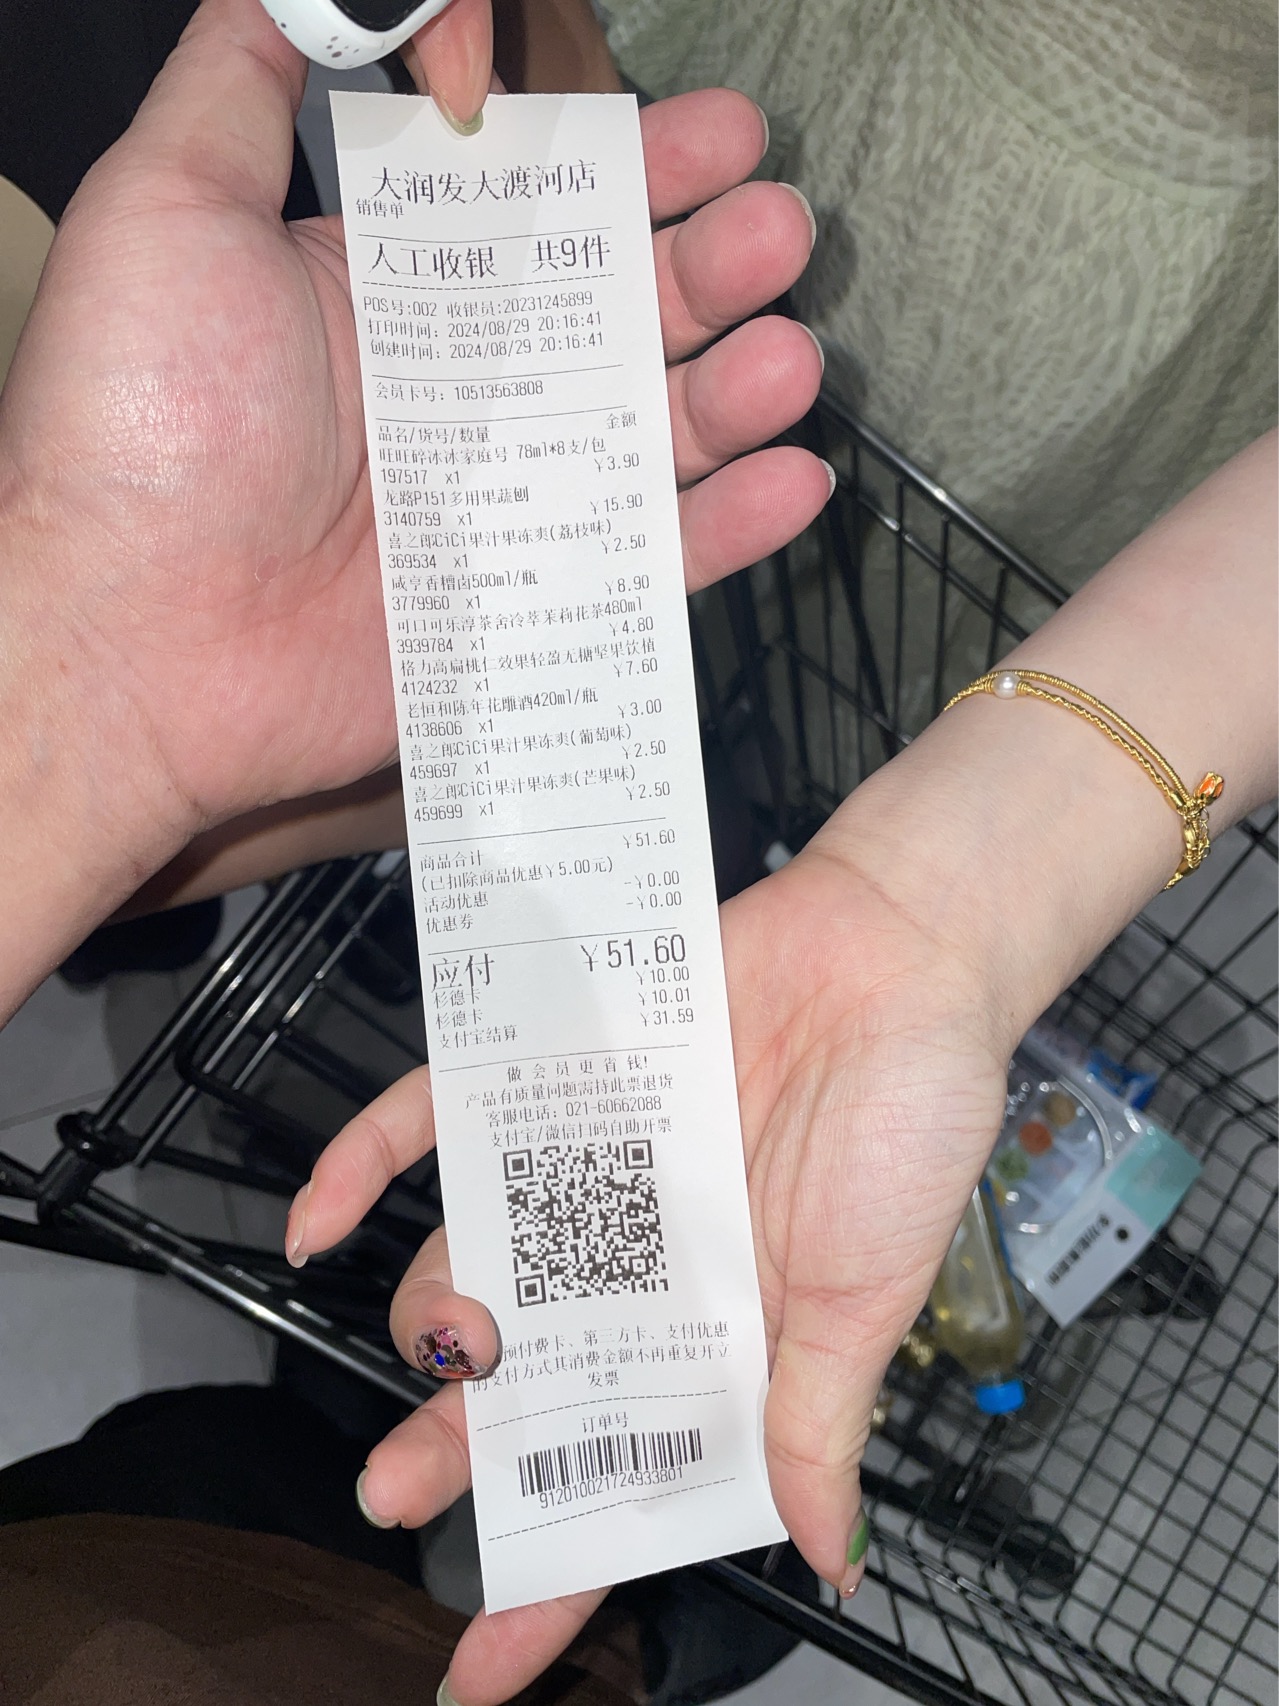 大润发大渡河店
销售单
人工收银 共9件
POS号:002 收银员:20231245899
打印时间: 2024/08/29 20:16:41
创建时间: 2024/08/29 20:16:41
会员卡号: 10513563808
品名/货号/数量 金额
旺旺碎冰冰家庭号 78ml*8支/包
197517 x1 ¥3.90
龙路P151多用果蔬刨
3140759 x1 ¥15.90
喜之郎CiCi果汁果冻爽(荔枝味)
369534 x1 ¥2.50
咸亨香糟卤500ml/瓶
3779960 x1 ¥8.90
可口可乐淳茶舍冷萃茉莉花茶480ml
3939784 x1 ¥4.80
格力高扁桃仁效果轻盈无糖坚果饮植
4124232 x1 ¥7.60
老恒和陈年花雕酒420ml/瓶
4138606 x1 ¥3.00
喜之郎CiCi果汁果冻爽(葡萄味)
459697 x1 ¥2.50
喜之郎CiCi果汁果冻爽(芒果味)
459699 x1 ¥2.50
商品合计 ¥51.60
(已扣除商品优惠¥5.00元)
活动优惠 -¥0.00
优惠券 -¥0.00
应付 ¥51.60
杉德卡 ¥10.00
杉德卡 ¥10.01
支付宝结算 ¥31.59
做会员更省钱!
产品有质量问题需持此票退货
客服电话: 021-60662088
支付宝/微信扫码自助开票
预付费卡、第三方卡、支付优惠
的支付方式其消费金额不再重复开立
发票
订单号
912010021724933801